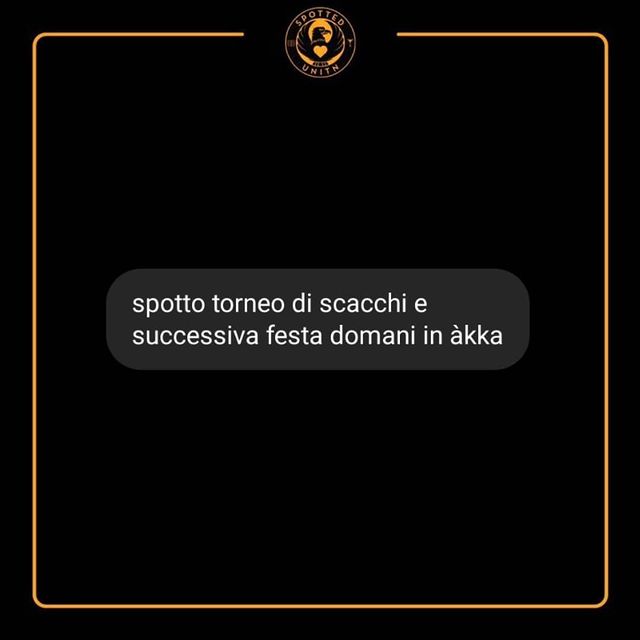 SPOTTED
UNITN
spotto torneo di scacchi e
successiva festa domani in àkka